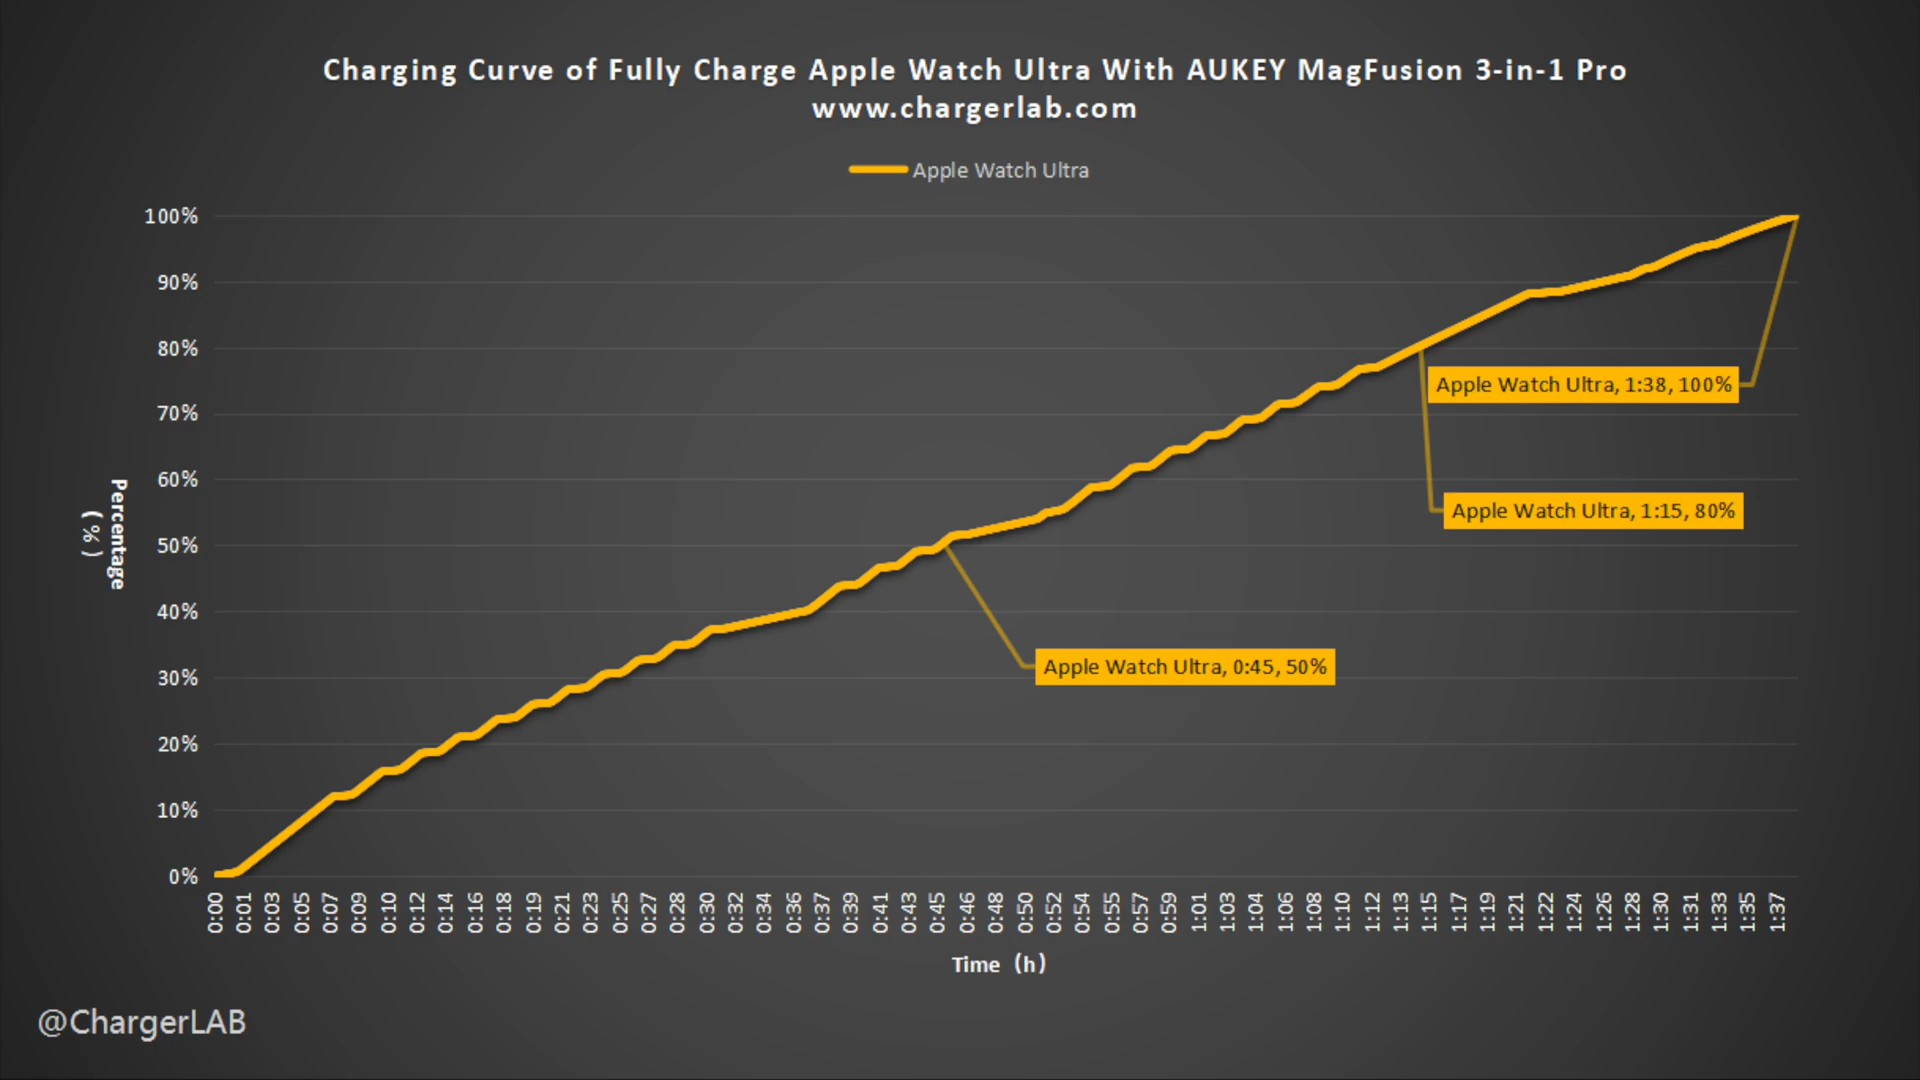 Charging Curve of Fully Charge Apple Watch Ultra With AUKEY MagFusion 3-in-1 Pro
www.chargerlab.com
Apple Watch Ultra
100%
90%
80%
70%
60%
50%
40%
30%
20%
10%
0%
Percentage
(%)
Apple Watch Ultra, 1:38, 100%
Apple Watch Ultra, 1:15, 80%
Apple Watch Ultra, 0:45, 50%
0:00 0:01 0:03 0:05 0:07 0:09 0:10 0:12 0:14 0:16 0:18 0:19 0:21 0:23 0:25 0:27 0:28 0:30 0:32 0:34 0:36 0:37 0:39 0:41 0:43 0:45 0:46 0:48 0:50 0:52 0:54 0:55 0:57 0:59 1:01 1:03 1:04 1:06 1:08 1:10 1:12 1:13 1:15 1:17 1:19 1:21 1:22 1:24 1:26 1:28 1:30 1:31 1:33 1:35 1:37
Time (h)
@ChargerLAB